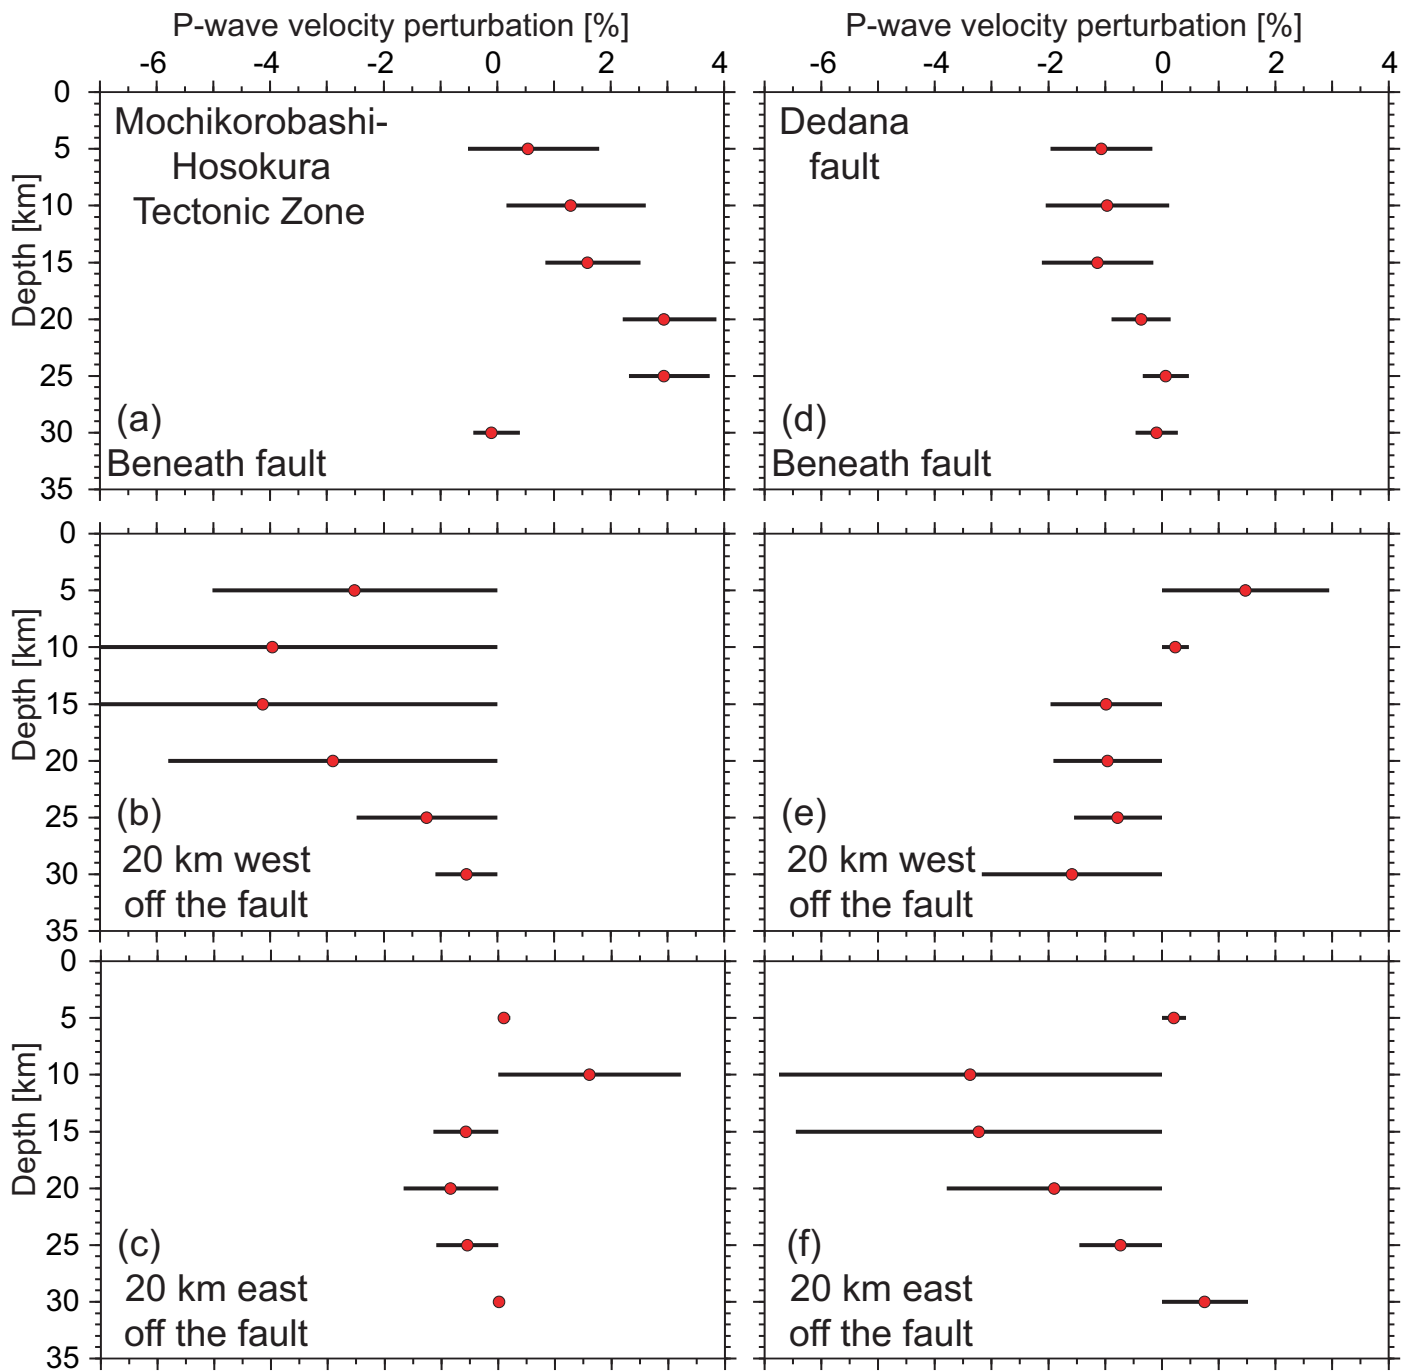 P-wave velocity perturbation [%]
-6 -4 -2 0 2 4
P-wave velocity perturbation [%]
-6 -4 -2 0 2 4
Depth [km]
0
5
10
15
20
25
30
35
Mochikorobashi-
Hosokura
Tectonic Zone
(a)
Beneath fault
Dedana
fault
(d)
Beneath fault
Depth [km]
0
5
10
15
20
25
30
35
(b)
20 km west
off the fault
(e)
20 km west
off the fault
Depth [km]
0
5
10
15
20
25
30
35
(c)
20 km east
off the fault
(f)
20 km east
off the fault